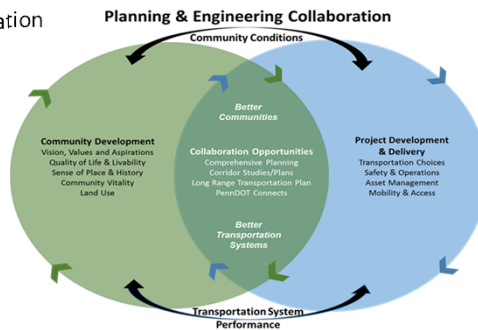 ation
Planning & Engineering Collaboration
Community Conditions
Better
Communities
Community Development
Vision, Values and Aspirations
Quality of Life & Livability
Sense of Place & History
Community Vitality
Land Use
Collaboration Opportunities
Comprehensive Planning
Corridor Studies/Plans
Long Range Transportation Plan
PennDOT Connects
Project Development
& Delivery
Transportation Choices
Safety & Operations
Asset Management
Mobility & Access
Better
Transportation
Systems
Transportation System
Performance